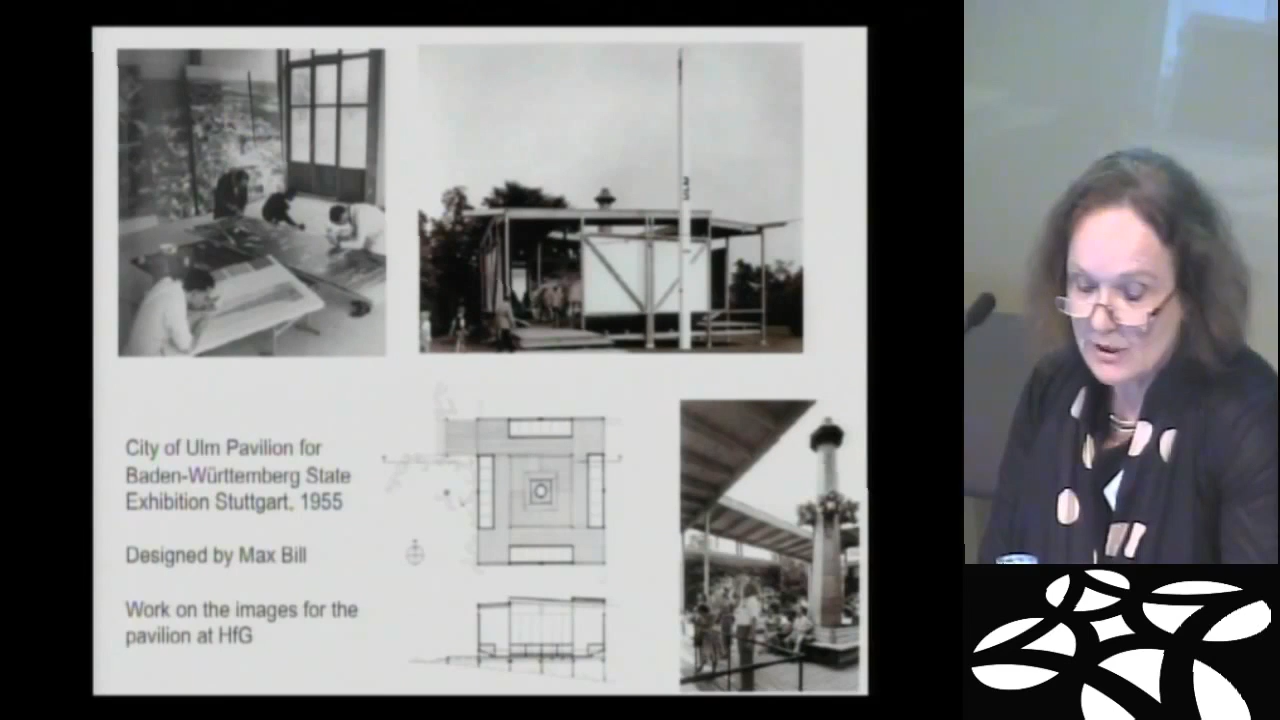 City of Ulm Pavilion for
Baden-Württemberg State
Exhibition Stuttgart, 1955
Designed by Max Bill
Work on the images for the
pavilion at HfG